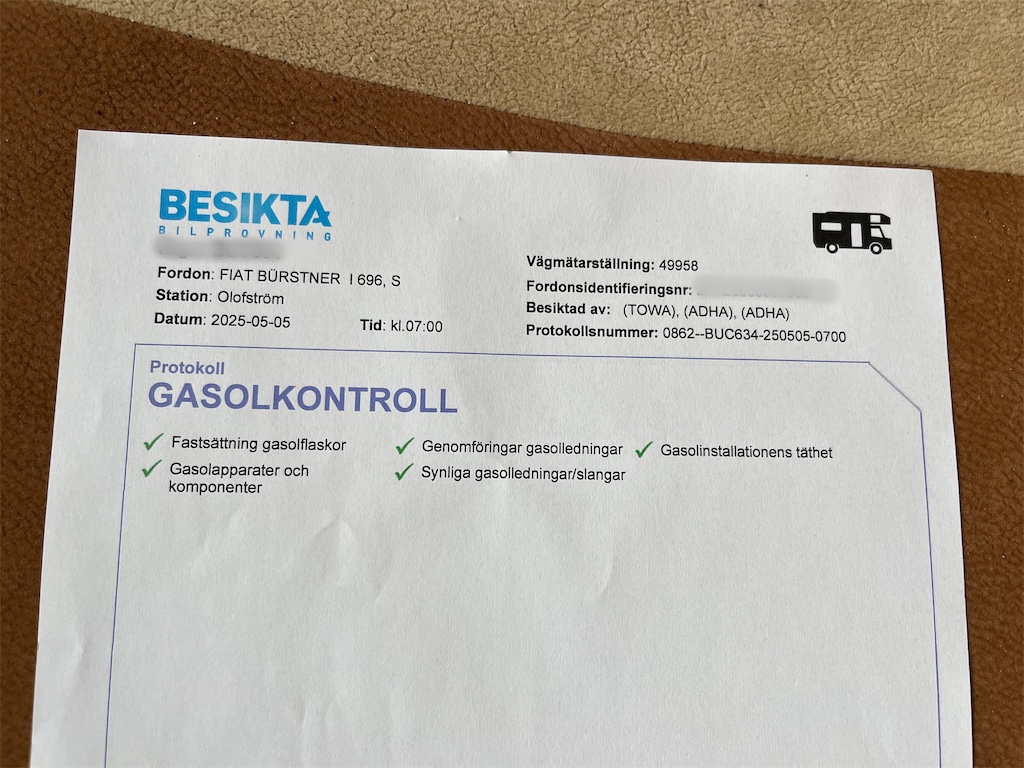 BESIKTA
BILPROVNING
Fordon: FIAT BÜRSTNER I 696, S
Station: Olofström
Datum: 2025-05-05 Tid: kl.07:00
Vägmätarställning: 49958
Fordonsidentifieringsnr:
Besiktad av: (TOWA), (ADHA), (ADHA)
Protokollsnummer: 0862--BUC634-250505-0700
Protokoll
GASOLKONTROLL
Fastsättning gasolflaskor
Gasolapparater och
komponenter
Genomföringar gasolledningar
Synliga gasolledningar/slangar
Gasolinstallationens täthet